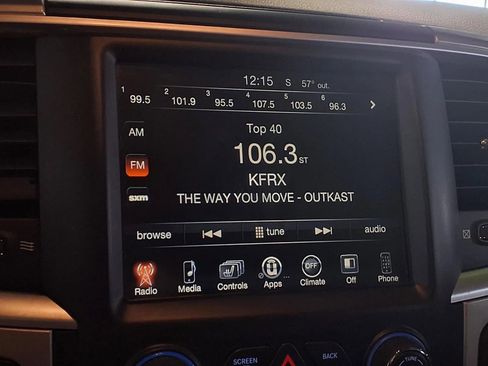 12:15 S 57° out.
1 99.5 2 101.9 3 95.5 4 107.5 5 103.5 6 96.3
AM
Top 40
FM
106.3 ST
KFRX
sxm
THE WAY YOU MOVE - OUTKAST
browse tune audio
OFF
Radio Media Controls Apps ... Climate Off Phone
SCREEN BACK
TUNE